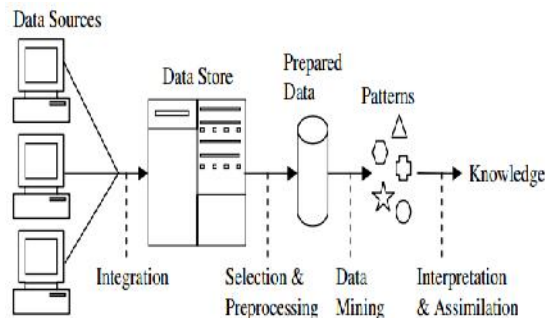 Data Sources
Data Store
Prepared
Data
Patterns
Knowledge
Integration
Selection &
Preprocessing
Data
Mining
Interpretation
& Assimilation